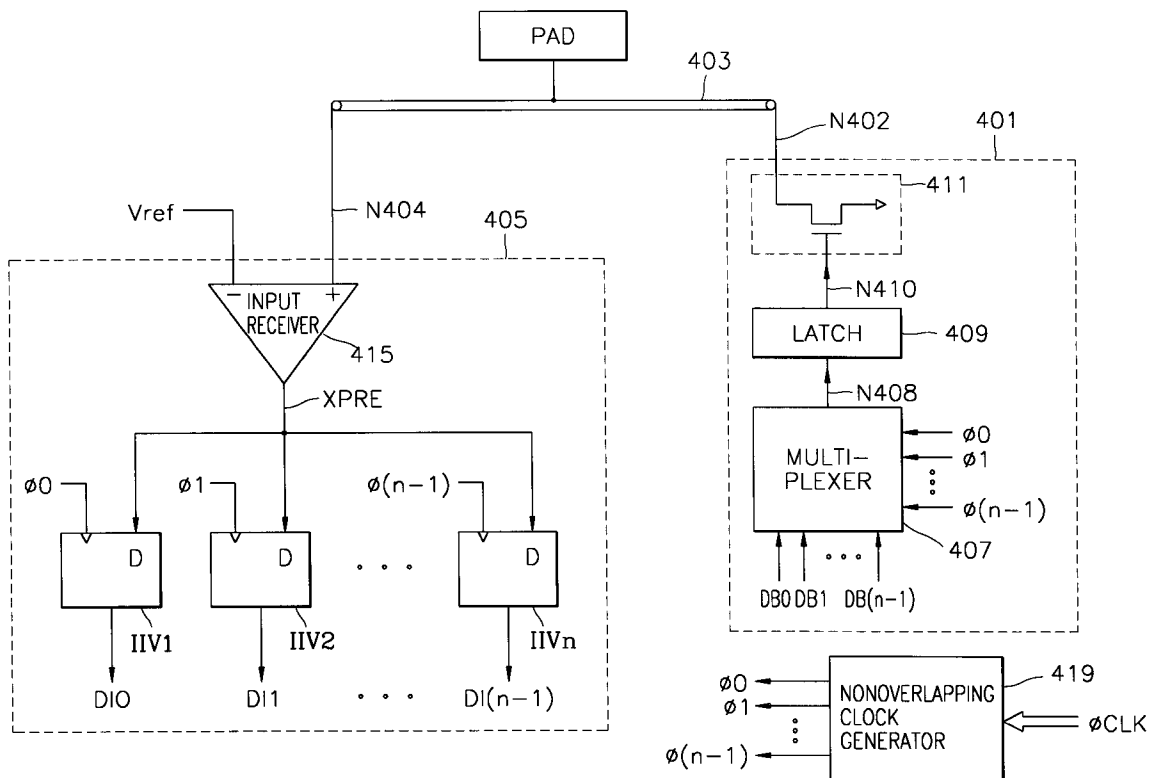 PAD
403
N402
401
411
Vref
N404
405
− +
INPUT
RECEIVER
415
N410
LATCH
409
N408
XPRE
MULTI-
PLEXER
ø0
ø1
ø(n-1)
407
DB0 DB1 DB(n-1)
ø0
ø1
ø(n-1)
D
D
D
IIV1
IIV2
IIVn
DI0
DI1
DI(n-1)
ø0
ø1
ø(n-1)
NONOVERLAPPING
CLOCK
GENERATOR
419
øCLK